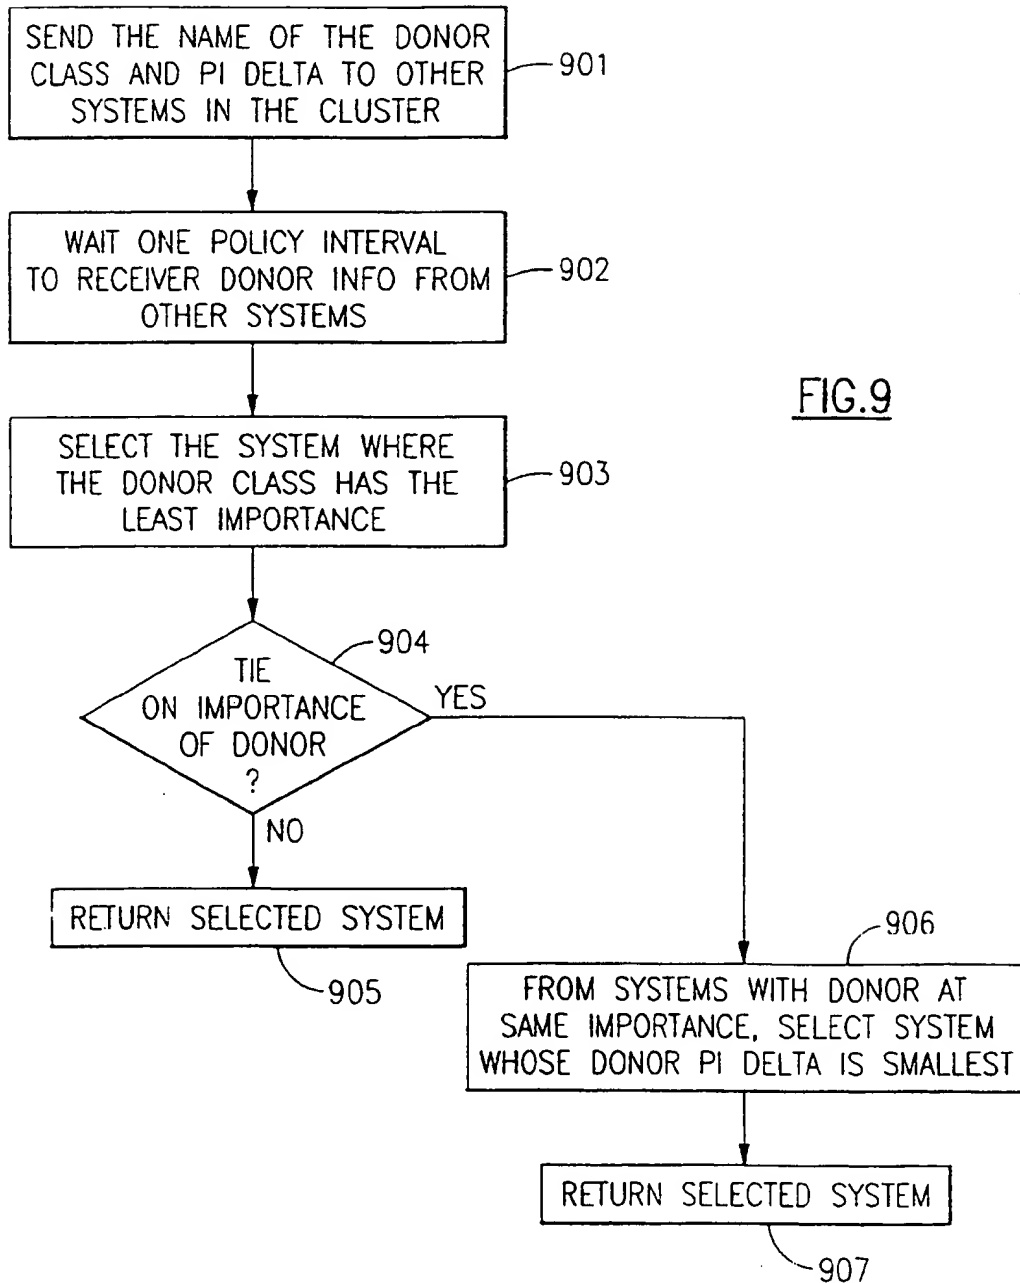 SEND THE NAME OF THE DONOR
CLASS AND PI DELTA TO OTHER
SYSTEMS IN THE CLUSTER
901
WAIT ONE POLICY INTERVAL
TO RECEIVER DONOR INFO FROM
OTHER SYSTEMS
902
FIG.9
SELECT THE SYSTEM WHERE
THE DONOR CLASS HAS THE
LEAST IMPORTANCE
903
904
TIE
ON IMPORTANCE
OF DONOR
?
YES
NO
RETURN SELECTED SYSTEM
905
906
FROM SYSTEMS WITH DONOR AT
SAME IMPORTANCE, SELECT SYSTEM
WHOSE DONOR PI DELTA IS SMALLEST
RETURN SELECTED SYSTEM
907